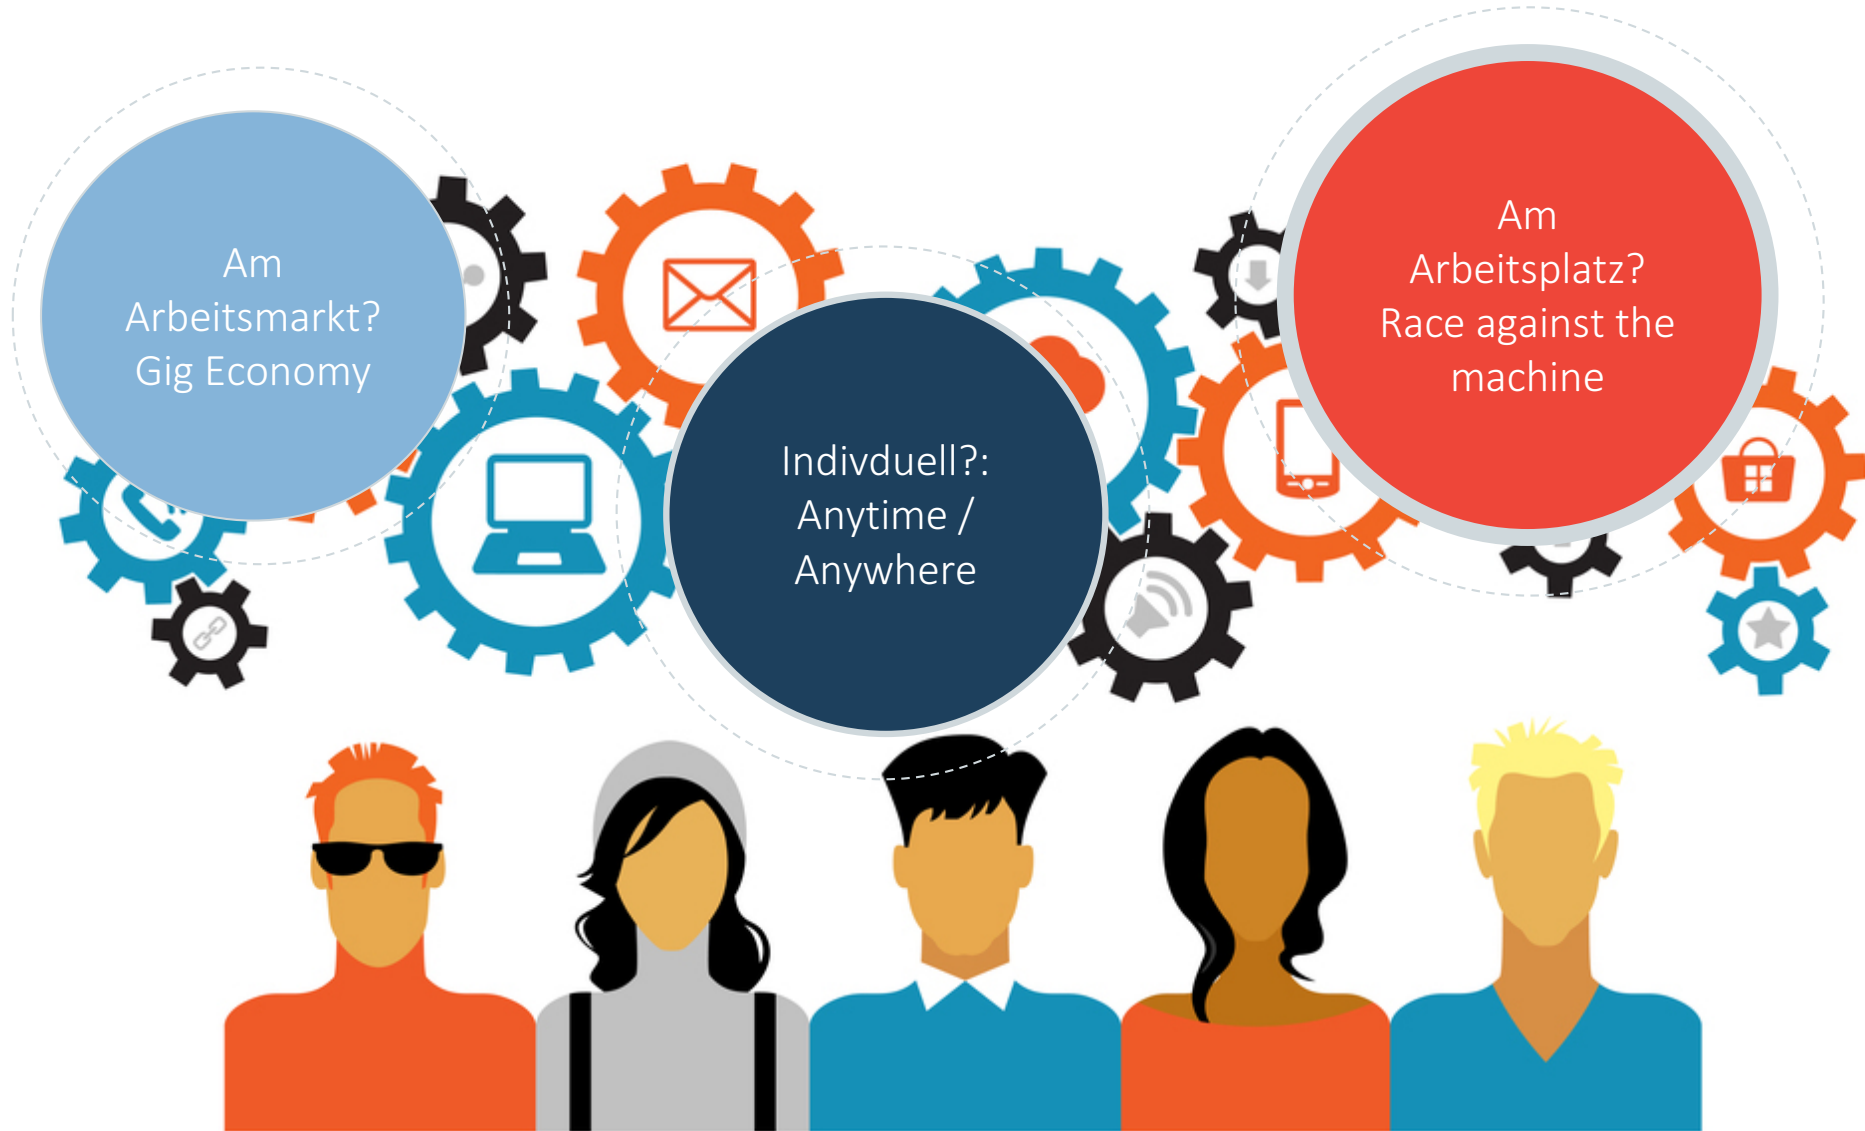 Am
Arbeitsmarkt?
Gig Economy
Indivduell?:
Anytime /
Anywhere
Am
Arbeitsplatz?
Race against the
machine